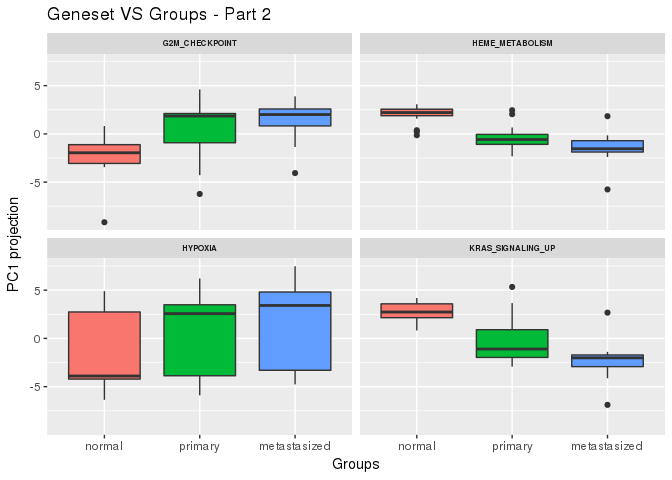 Geneset VS Groups - Part 2
G2M_CHECKPOINT
HEME_METABOLISM
5
0
-5
HYPOXIA
KRAS_SIGNALING_UP
5
0
-5
PC1 projection
normal
primary
metastasized
normal
primary
metastasized
Groups